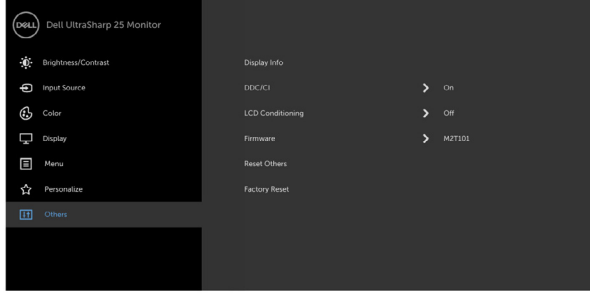 DELL Dell UltraSharp 25 Monitor
Brightness/Contrast
Input Source
Color
Display
Menu
Personalize
Others
Display Info
DDC/CI On
LCD Conditioning Off
Firmware M2T101
Reset Others
Factory Reset